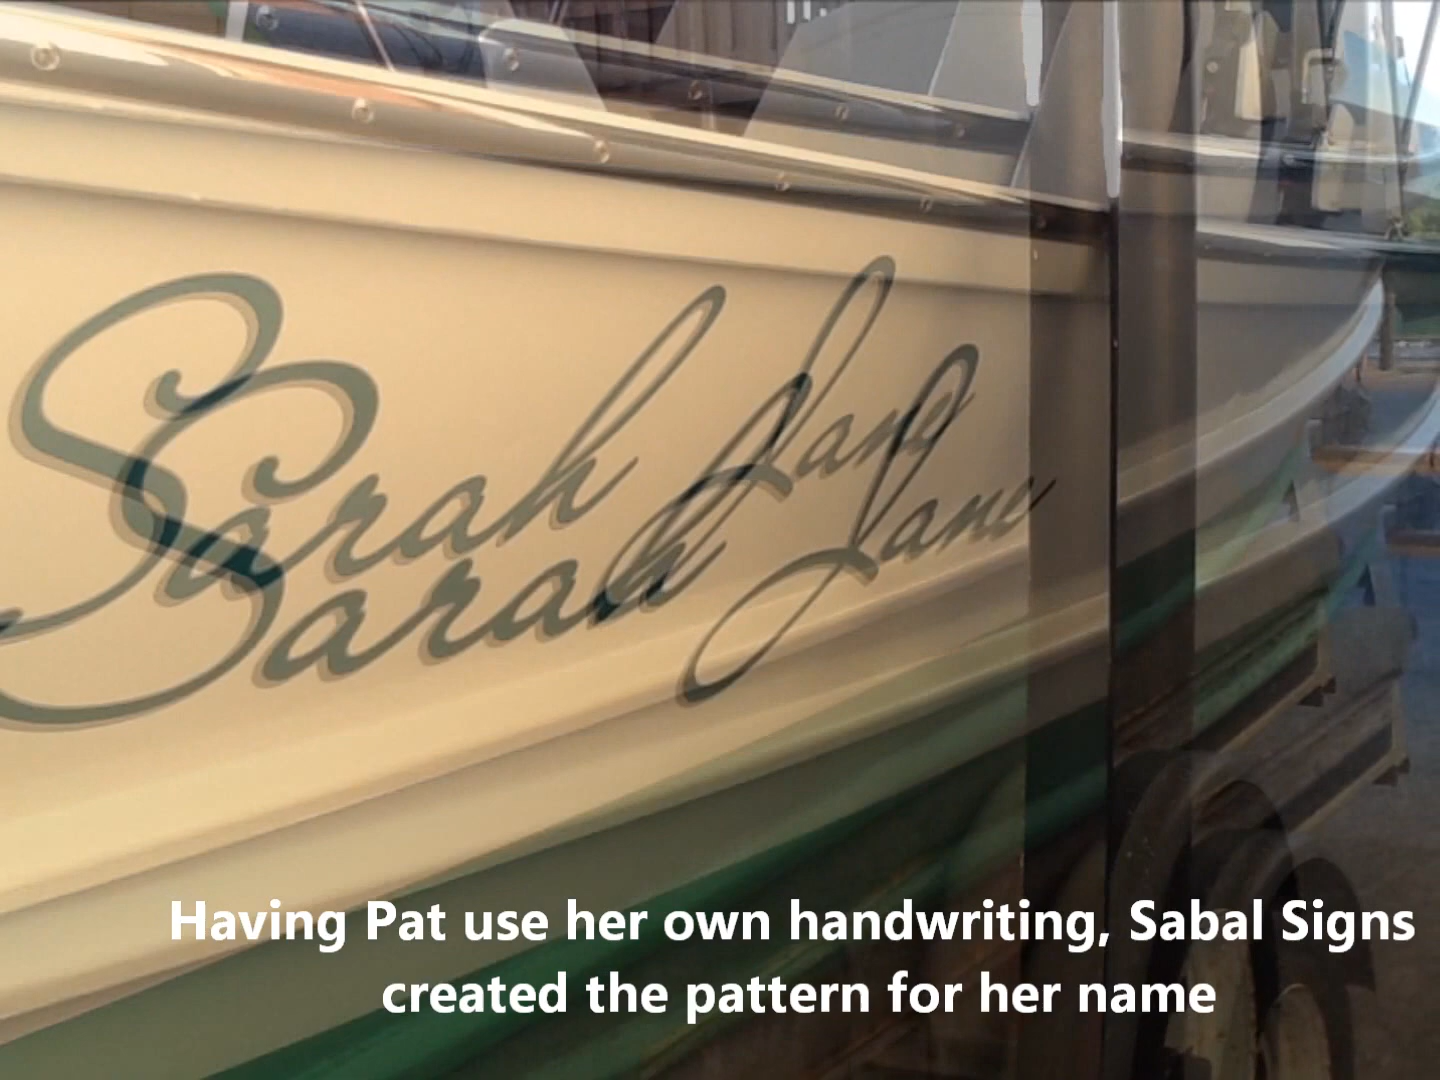 Sarah Jane
Sarah Jane
Having Pat use her own handwriting, Sabal Signs
created the pattern for her name